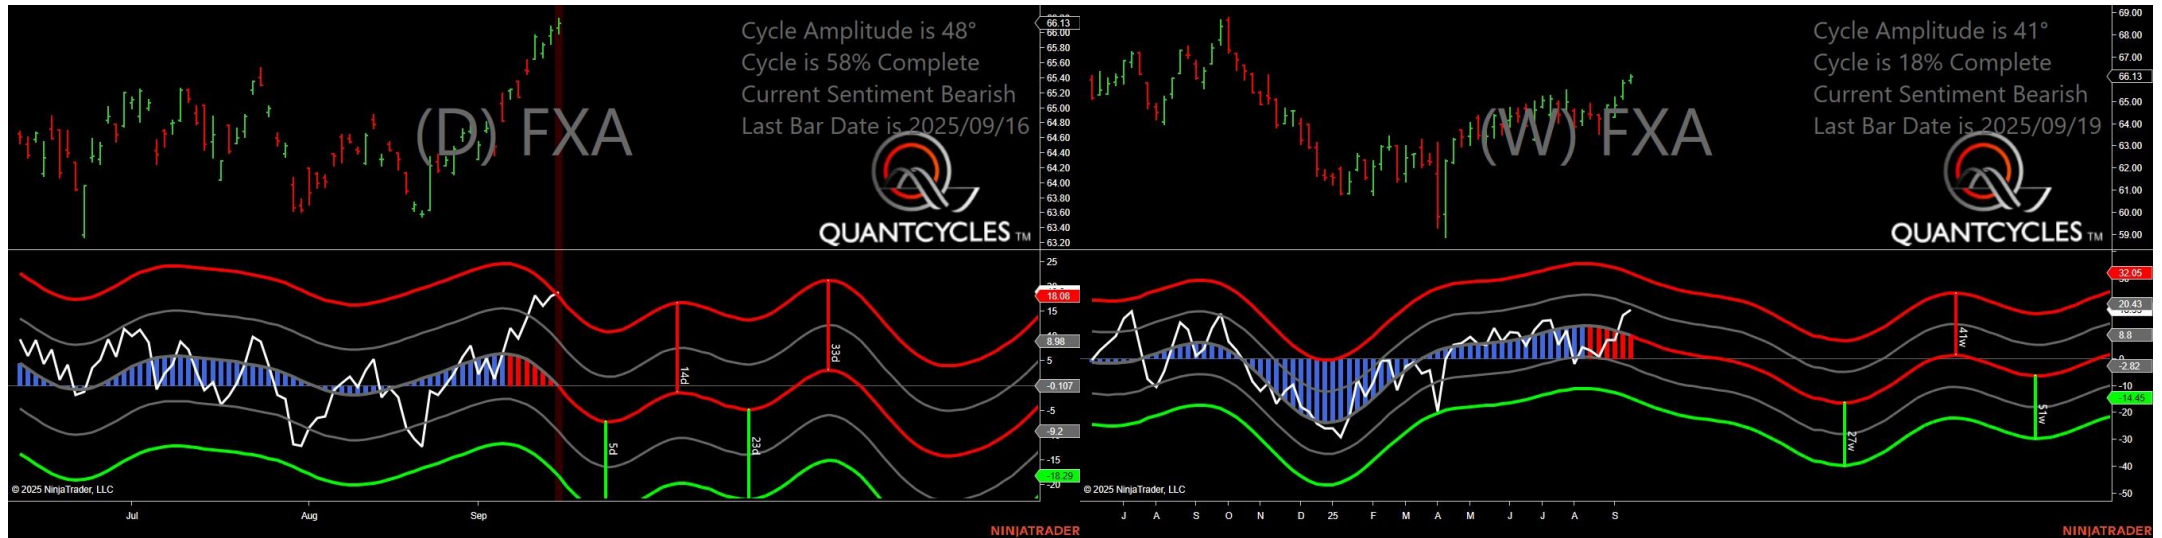 Cycle Amplitude is 48°
Cycle is 58% Complete
Current Sentiment Bearish
Last Bar Date is 2025/09/16
(D) FXA
QUANTCYCLES TM
66.13
66.00
65.80
65.60
65.40
65.20
65.00
64.80
64.60
64.40
64.20
64.00
63.80
63.60
63.40
63.20
25
18.08
15
8.98
5
-0.107
-5
-9.2
-15
-18.29
-20
5d
14d
23d
33d
© 2025 NinjaTrader, LLC
Jul
Aug
Sep
NINJATRADER
Cycle Amplitude is 41°
Cycle is 18% Complete
Current Sentiment Bearish
Last Bar Date is 2025/09/19
(W) FXA
QUANTCYCLES TM
69.00
68.00
67.00
66.13
65.00
64.00
63.00
62.00
61.00
60.00
59.00
32.05
20.43
8.8
0
-2.82
-10
-14.45
-20
-30
-40
-50
27w
41w
51w
© 2025 NinjaTrader, LLC
J A S O N D 25 F M A M J J A S
NINJATRADER